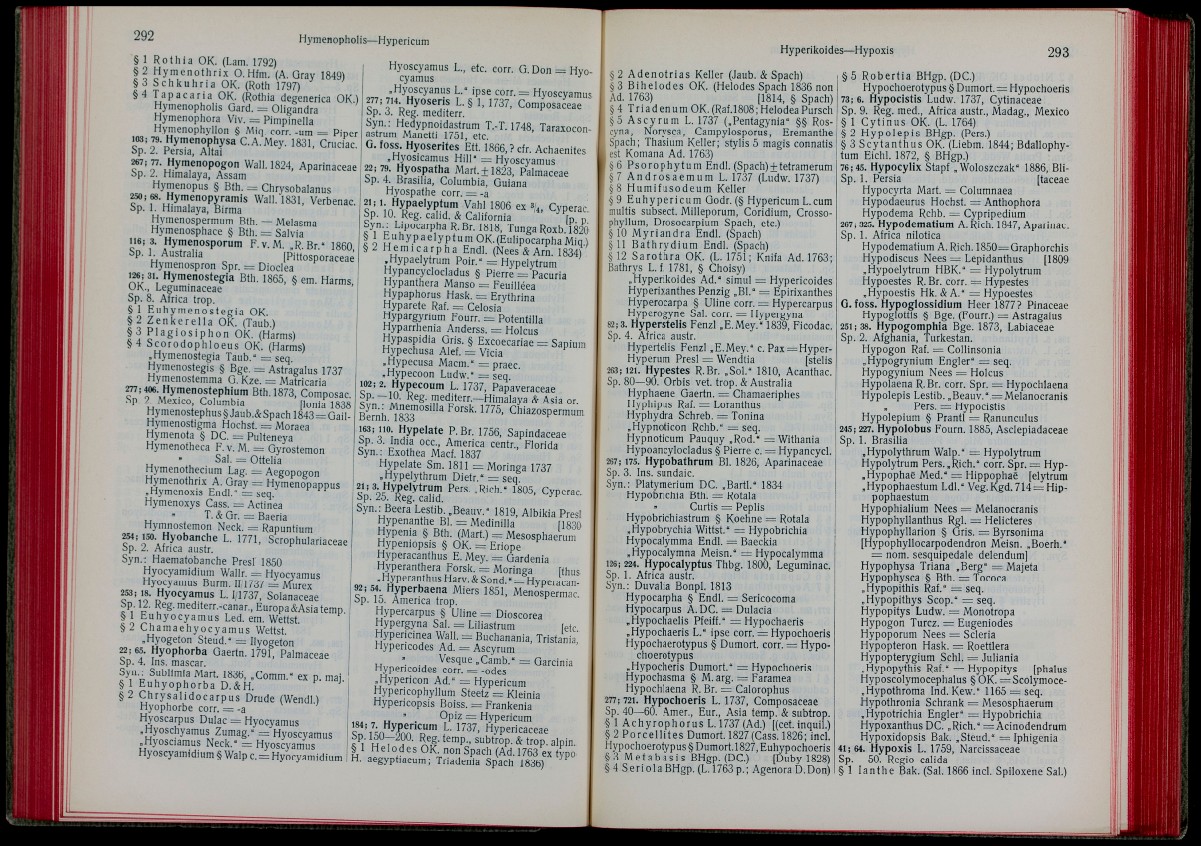 292
Hymenopholis—Hypericum
§ 1 Rothia OK. (Lam. 1792)
§ 2 Hymenothrix O. Hfm. (A. Gray 1849)
§ 3 Schkuhria OK. (Roth 1797)
§ 4 Tapacaria OK. (Rothia degenerica OK.)
Hymenopholis Gard. = Oligandra
Hymenophora Viv. = Pimpinella
Hymenophyllon § Miq corr. -um = Piper
103; 79. Hymenophysa C.A.Mey. 1831, Cruciac.
Sp. 2. Persia, Altai
267; 77. Hymenopogon Wall. 1824, Aparinaceae
Sp. 2. Himalaya, Assam
Hymenopus § Bth. = Chrysobalanus
250; 68. Hymenopyramis Wall. 1831, Verbenac.
Sp. 1. Himalaya, Birma
Hymenospermum Bth. = Melasma
Hymenosphace § Bth. = Salvia
116; 3. Hymenosporum F. v. M. „R. Br.“ 1860,
Sp. 1. Australia [Pittosporaceae
Hymenospron Spr. = Dioclea
126; 31. Hymenostegia Bth. 1865, § em. Harms,
OK., Leguminaceae
Sp. 8. Africa trop.
§ 1 Euhymenostegia OK.
§ 2 Zenkerella OK. (Taub.)
§ 3 Plagiosiphon OK. (Harms)
§ 4 Scorodophloeus OK. (Harms)
„Hymenostegia Taub.“ = seq.
Hymenostegis § Bge. = Astragalus 1737
Hymenostemma G. Kze. = Matricaria
277; 406. Hymenostephium Bth. 1873, Composac.
Sp 2 Mexico, Columbia [lonia 1838
Hymenostephus § Jaub.&Spach 1843 = Gail-
Hymenostigma Hochst. = Moraea
Hymenota § DC. = Pulteneya
Hymenotheca F. v. M. = Gyrostemon
„ Sal. = Ottelia
Hymenothecium Lag. = Aegopogon
Hymenothrix A. Gray = Hymenopappus
„Hymenoxis Endl.“ = seq.
Hymenoxys Cass. = Actinea
„ T. & Gr. = Baeria
Hymnostemon Neck. = Rapuntium
254; 150. Hyobanche L. 1771, Scrophulariaceae
Sp. 2. Africa austr.
Syn.: Haematobanche Presl 1850
Hyocyamidium Wallr. = Hyocyamus
Hyocyamus Burm. II 1737 = Murex
253; 18. Hyocyamus L. I 1737, Solanaceae
Sp. 12. Reg. mediterr.-canar., Europa & Asia temp.
§ 1 Euhyocyamus Led. em. Wettst.
§ 2 Chamaehyocyamus Wettst.
„Hyogeton Steud.“ = Ilyogeton
22; 65. Hyophorba Gaertn. 1791, Palmaceae
Sp. 4. Ins. mascar.
Syn.: Sublimia Mart. 1836, „Comm.“ ex p. maj.
§ 1 Euhyophorba D. & H.
§ 2 Chrysalidocarpus Drude (Wendl.)
Hyophorbe corr. = -a
Hyoscarpus Dulac = Hyocyamus
„Hyoschyamus Zumag.“ = Hyoscyamus
„Hyosciamus Neck.“ = Hyoscyamus
Hyoscyamidium § Walp c. = Hyocyamidium
Hyoscyamus L., etc. corr. G. Don = Hyo-
cyamus
„Hyoscyanus L.“ ipse corr. = Hyoscyamus
277; 714. Hyoseris L. § 1, 1737, Composaceae
Sp. 3. Reg. mediterr.
Syn.: Hedypnoidastrum T.-T. 1748, Taraxocon-
astrum Manetti 1751, etc.
G. foss. Hyoserites Ett. 1866, ? cfr. Achaenites
„Hyosicamus Hill“ = Hyoscyamus
22; 79. Hyospatha Mart. ± 1823, Palmaceae
Sp. 4. Brasilia, Columbia, Guiana
Hyospathe corr. = -a
21; 1. Hypaelyptum Vahl 1806 ex 3/4, Cyperac.
Sp. 10. Reg. calid. & California [p. p.
Syn.: Lipocarpha R. Br. 1818, Tunga Roxb. 1820
§ 1 Euhypaelyptum OK. (Eulipocarpha Miq.)
§ 2 Hemicarpha Endl. (Nees & Arn. 1834)
„Hypaelytrum Poir.“ = Hypelytrum
Hypancyclocladus § Pierre = Pacuria
Hypanthera Manso = Feuilléea
Hypaphorus Hask. = Erythrina
Hyparete Raf. = Celosia
Hypargyrium Fourr. = Potentilla
Hyparrhenia Anderss. = Holcus
Hypaspidia Gris. § Excoecariae = Sapium
Hypechusa Alef. = Vicia
„Hypecusa Macm.“ = praec.
„Hypecoon Ludw.“ = seq.
102; 2. Hypecoum L. 1737, Papaveraceae
Sp. —10. Reg. mediterr.—Himalaya & Asia or.
Syn.: Mnemosilla Forsk. 1775, Chiazospermum
Bernh. 1833
163; 110. Hypelate P. Br. 1756, Sapindaceae
Sp. 3. India occ., America centr., Florida
Syn.: Exothea Macf. 1837
Hypelate Sm. 1811 = Moringa 1737
„Hypelythrum Dietr.“ = seq.
21; 3. Hypelytrum Pers. „Rich.“ 1805, Cyperac.
Sp. 25. Reg. calid.
Syn.: Beera Lestib. „Beauv.“ 1819, Albikia Presl
Hypenanthe Bl. = Medinilla [1830
Hypenia § Bth. (Mart.) = Mesosphaerum
Hypeniopsis § OK. = Eriope
Hyperacanthus E. Mey. = Gardenia
Hyperanthera Forsk. = Moringa [thus
„Hyperanthus Harv. & Sond.“ = Hyperacan-
92; 54. Hyperbaena Miers 1851, Menospermac.
Sp. 15. America trop.
Hypercarpus § Uline = Dioscorea
Hypergyna Sal. = Liliastrum [etc.
Hypericinea Wall. = Buchanania, Tristania,
Hypericodes Ad. = Ascyrum
„ Vesque „Camb.“ = Garcinia
Hypericoides corr. = -odes
„Hypericon Ad.“ = Hypericum
Hypericophyllum Steetz = Kleinia
Hypericopsis Boiss. = Frankenia
„ Opiz = Hypericum
184; 7. Hypericum L. 1737, Hypericaceae
Sp. 150—200. Reg. temp., subtrop. & trop. alpin.
§ 1 Helodes OK. non Spach (Ad. 1763 ex typo
H. aegyptiacum; Triadenia Spach 1836)
Hyperikoides—Hypoxis
293
§ 2 Adenotrias Keller (Jaub. & Spach)
§ 3 Bihelodes OK. (Helodes Spach 1836 non
Ad. 1763) [1814, § Spach)
§ 4 Triadenum OK. (Raf. 1808; Helodea Pursch
§ 5 Ascyrum L. 1737 („Pentagynia“ §§ Ros-
cyna, Norysca, Campylosporus, Eremanthe
Spach; Thasium Keller; stylis 5 magis connatis
est Komana Ad. 1763)
§ 6 Psorophytum Endl. (Spach) ± tetramerum
§ 7 Androsaemum L. 1737 (Ludw. 1737)
§ 8 Humifusodeum Keller
§ 9 Euhypericum Godr. (§ Hypericum L. cum
multis subsect. Milleporum, Coridium, Crosso-
phyllum, Drosocarpium Spach, etc.)
§ 10 Myriandra Endl. (Spach)
§ 11 Bathrydium Endl. (Spach)
§ 12 Sarothra OK. (L. 1751; Knifa Ad. 1763;
Bathrys L. f 1781, § Choisy)
„Hyperikoides Ad.“ simul = Hypericoides
Hyperixanthes Penzig „Bl.“ = Epirixanthes
Hyperocarpa § Uline corr. = Hypercarpus
Hyperogyne Sal. corr. = Hypergyna
82; 3. Hyperstelis Fenzl „E. Mey.“ 1839, Ficodac.
Sp. 4. Africa austr.
Hypertelis Fenzl „E. Mey.“ c. Pax = Hyper-
Hyperum Presl = Wendtia [stelis
263; 121. Hypestes R. Br. „Sol.“ 1810, Acanthac.
Sp. 80—90. Orbis vet. trop. & Australia
Hyphaene Gaertn. = Chamaeriphes
Hyphipus Raf. = Loranthus
Hyphydra Schreb. = Tonina
„Hypnoticon Rchb.“ = seq.
Hypnoticum Pauquy „Rod.“ = Withania
Hypoancylocladus § Pierre c. = Hypancycl.
267; 175. Hypobathrum Bl. 1826, Aparinaceae
Sp. 3. Ins. sundaic.
Syn.: Platymerium DC. „Bartl.“ 1834
Hypobrichia Bth. = Rotala
„ Curtis = Peplis
Hypobrichiastrum § Koehne = Rotala
„Hypobrychia Wittst.“ = Hypobrichia
Hypocalymma Endl. = Baeckia
„Hypocalymna Meisn.“ = Hypocalymma
126; 224. Hypocalyptus Thbg. 1800, Leguminac.
Sp. 1. Africa austr.
Syn.: Duvalia Bonpl. 1813
Hypocarpha § Endl. = Sericocoma
Hypocarpus A. DC. = Dulacia
„Hypochaelis Pfeiff.“ = Hypochaeris
„Hypochaeris L.“ ipse corr. = Hypochoeris
Hypochaerotypus § Dumort. corr. = Hypo-
choerotypus
„Hypocheris Dumort.“ = Hypochoeris
Hypochasma § M. arg. = Faramea
Hypochlaena R. Br. = Calorophus
277; 721. Hypochoeris L. 1737, Composaceae
Sp. 40—60. Amer., Eur., Asia temp. & subtrop.
§ 1 Achyrophorus L. 1737 (Ad.) [(cet. inquil.)
§ 2 Porcellites Dumort. 1827 (Cass. 1826; incl.
Hypochoerotypus § Dumort. 1827, Euhypochoeris
§ 3 Metabasis BHgp. (DC.) [Duby 1828)
§ 4 Seriola BHgp. (L. 1763 p.; Agenora D. Don)
§ 5 Robertia BHgp. (DC.)
Hypochoerotypus § Dumort. = Hypochoeris
73; 6. Hypocistis Ludw. 1737, Cytinaceae
Sp. 9. Reg. med., Africa austr., Madag., Mexico
§ 1 Cytinus OK. (L. 1764)
§ 2 Hypolepis BHgp. (Pers.)
§ 3 Scytanthus OK. (Liebm. 1844; Bdallophy-
tum Eichl. 1872, § BHgp.)
76; 45. Hypocylix Stapf „Woloszczak“ 1886, Bli-
Sp. 1. Persia [taceae
Hypocyrta Mart. = Columnaea
Hypodaeurus Hochst. = Anthophora
Hypodema Rchb. = Cypripedium
267; 325. Hypodematium A. Rich. 1847, Aparinac.
Sp. 1. Africa nilotica
Hypodematium A. Rich. 1850 = Graphorchis
Hypodiscus Nees = Lepidanthus [1809
„Hypoelytrum HBK.“ = Hypolytrum
Hypoestes R. Br. corr. = Hypestes
„Hypoestis Hk. & A.“ = Hypoestes
G. foss. Hypoglossidium Heer 1877? Pinaceae
Hypoglottis § Bge. (Fourr.) = Astragalus
251; 38. Hypogomphia Bge. 1873, Labiaceae
Sp. 2. Afghania, Turkestan.
Hypogon Raf. = Collinsonia
„Hypogrynium Engler“ = seq.
Hypogynium Nees = Holcus
Hypolaena R. Br. corr. Spr. = Hypochlaena
Hypolepis Lestib. „Beauv.“ = Melanocranis
„ Pers. = Hypocistis
Hypolepium § Prantl = Ranunculus
245; 227. Hypolobus Fourn. 1885, Asclepiadaceae
Sp. 1. Brasilia
„Hypolythrum Walp.“ = Hypolytrum
Hypolytrum Pers. „Rich.“ corr. Spr. = Hyp-
„Hypophae Med.“ = Hippophaë [elytrum
„Hypophaestum Ldl.“ Veg. Kgd. 714 = Hip-
pophaestum
Hypophialium Nees = Melanocranis
Hypophyllanthus Rgl. = Helicteres
Hypophyllarion § Gris. = Byrsonima
[Hypophyllocarpodendron Meisn. „Boerh.“
= nom. sesquipedale delendum]
Hypophysa Triana „Berg“ = Majeta
Hypophysca § Bth. = Tococa
„Hypopithis Raf.“ = seq.
„Hypopithys Scop.“ = seq.
Hypopitys Ludw. = Monotropa
Hypogon Turcz. = Eugeniodes
Hypoporum Nees = Scleria
Hypopteron Hask. = Roettlera
Hypopterygium Schl. = Juliania
„Hypopythis Raf.“ = Hypopitys [phalus
Hyposcolymocephalus § OK. = Scolymoce-
„Hypothroma Ind. Kew.“ 1165 = seq.
Hypothronia Schrank = Mesosphaerum
„Hypotrichia Engler“ = Hypobrichia
Hypoxanthus DC. „Rich.“ = Acinodendrum
Hypoxidopsis Bak. „Steud.“ = Iphigenia
41; 64. Hypoxis L. 1759, Narcissaceae
Sp. 50. Regio calida
§ 1 Ianthe Bak. (Sal. 1866 incl. Spiloxene Sal.)